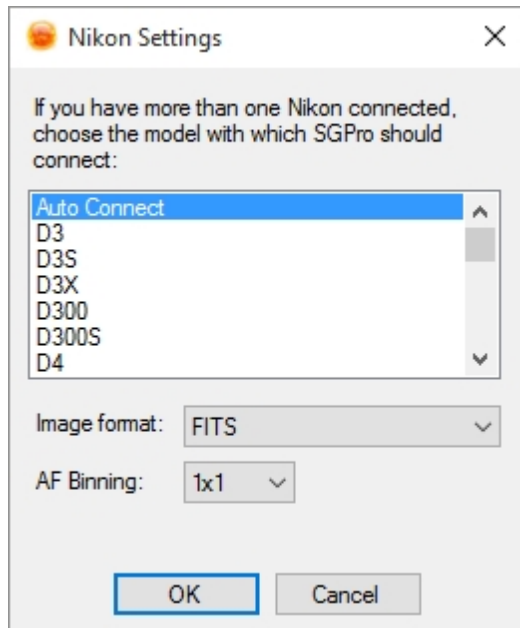 Nikon Settings
If you have more than one Nikon connected,
choose the model with which SGPro should
connect:
Auto Connect
D3
D3S
D3X
D300
D300S
D4
Image format: FITS
AF Binning: 1x1
OK Cancel